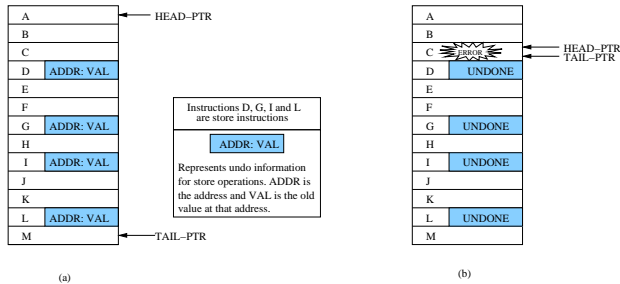 A
HEAD–PTR
B
C
D ADDR: VAL
E
F
G ADDR: VAL
H
I ADDR: VAL
J
K
L ADDR: VAL
M
TAIL–PTR
(a)
Instructions D, G, I and L
are store instructions
ADDR: VAL
Represents undo information
for store operations. ADDR is
the address and VAL is the old
value at that address.
A
B
C ERROR
HEAD–PTR
TAIL–PTR
D UNDONE
E
F
G UNDONE
H
I UNDONE
J
K
L UNDONE
M
(b)